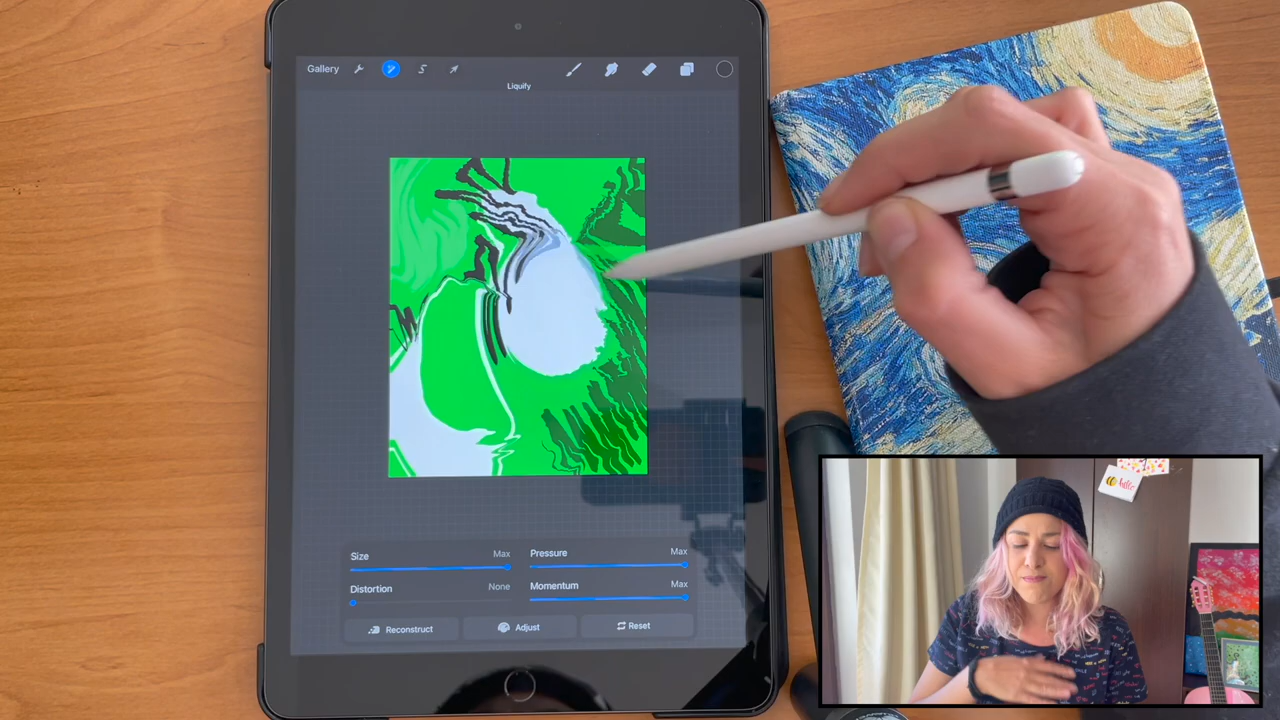 Gallery
Liquify
Size Max
Pressure Max
Distortion None
Momentum Max
Reconstruct
Adjust
Reset